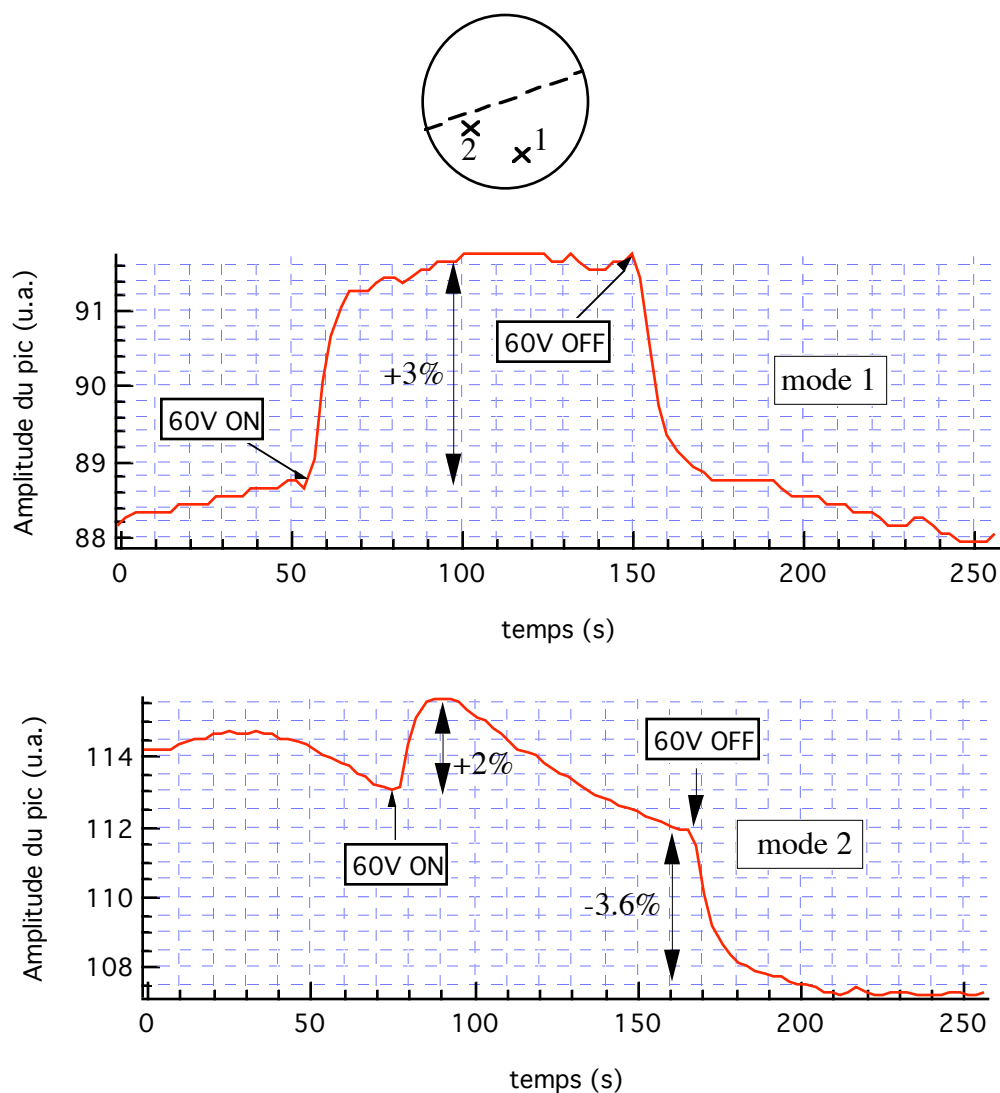 1
2
Amplitude du pic (u.a.)
91
90
89
88
60V ON
+3%
60V OFF
mode 1
0 50 100 150 200 250
temps (s)
Amplitude du pic (u.a.)
114
112
110
108
60V ON
+2%
60V OFF
mode 2
-3.6%
0 50 100 150 200 250
temps (s)